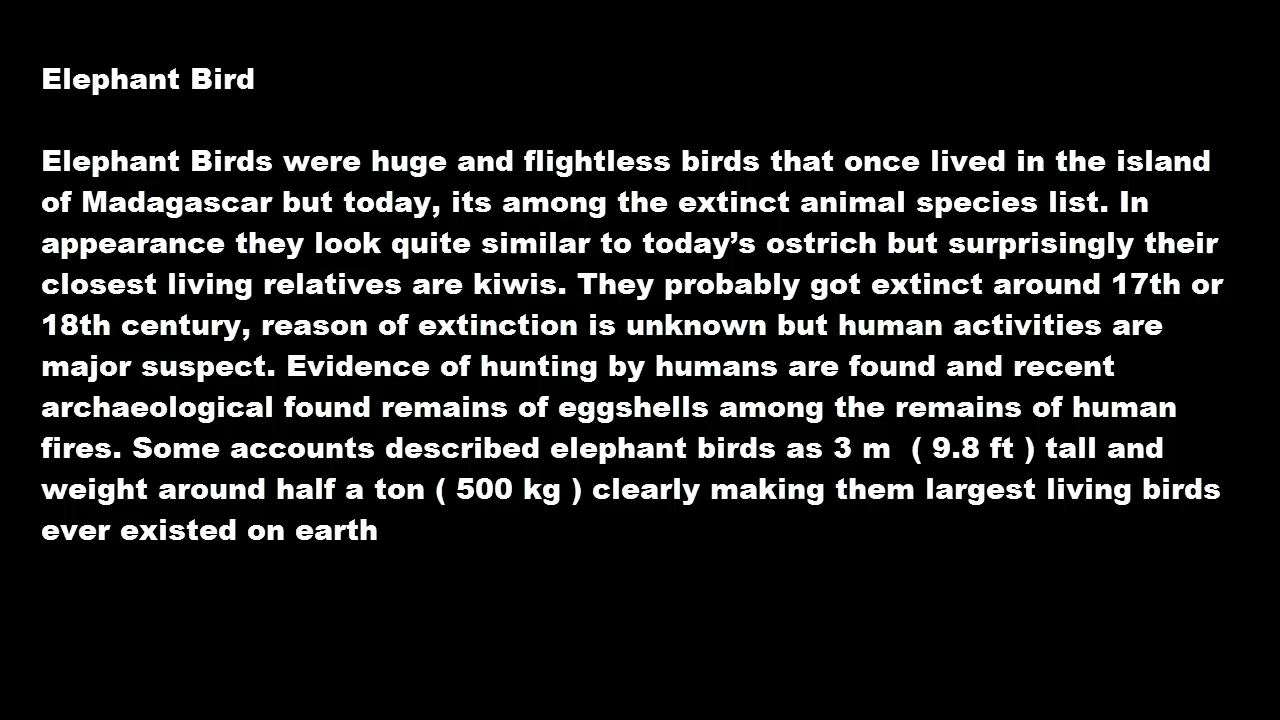 Elephant Bird
Elephant Birds were huge and flightless birds that once lived in the island
of Madagascar but today, its among the extinct animal species list. In
appearance they look quite similar to today’s ostrich but surprisingly their
closest living relatives are kiwis. They probably got extinct around 17th or
18th century, reason of extinction is unknown but human activities are
major suspect. Evidence of hunting by humans are found and recent
archaeological found remains of eggshells among the remains of human
fires. Some accounts described elephant birds as 3 m  ( 9.8 ft ) tall and
weight around half a ton ( 500 kg ) clearly making them largest living birds
ever existed on earth